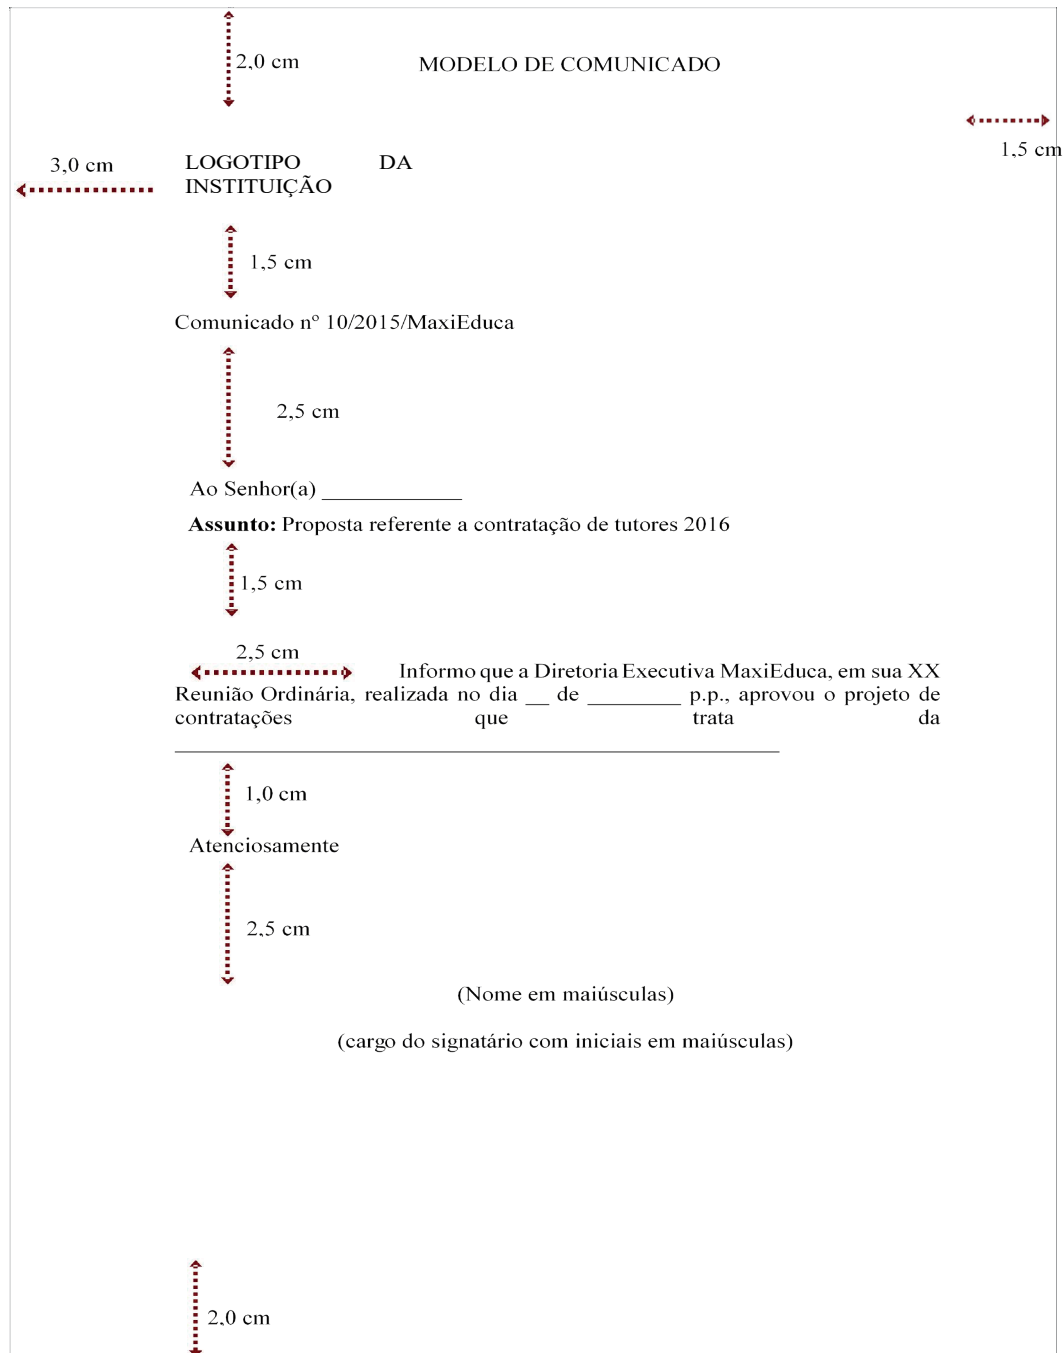 2,0 cm
MODELO DE COMUNICADO
1,5 cm
3,0 cm
LOGOTIPO DA
INSTITUIÇÃO
1,5 cm
Comunicado nº 10/2015/MaxiEduca
2,5 cm
Ao Senhor(a) ____________
Assunto: Proposta referente a contratação de tutores 2016
1,5 cm
2,5 cm
Informo que a Diretoria Executiva MaxiEduca, em sua XX
Reunião Ordinária, realizada no dia __ de ________ p.p., aprovou o projeto de
contratações que trata da
____________________________________________________
1,0 cm
Atenciosamente
2,5 cm
(Nome em maiúsculas)
(cargo do signatário com iniciais em maiúsculas)
2,0 cm